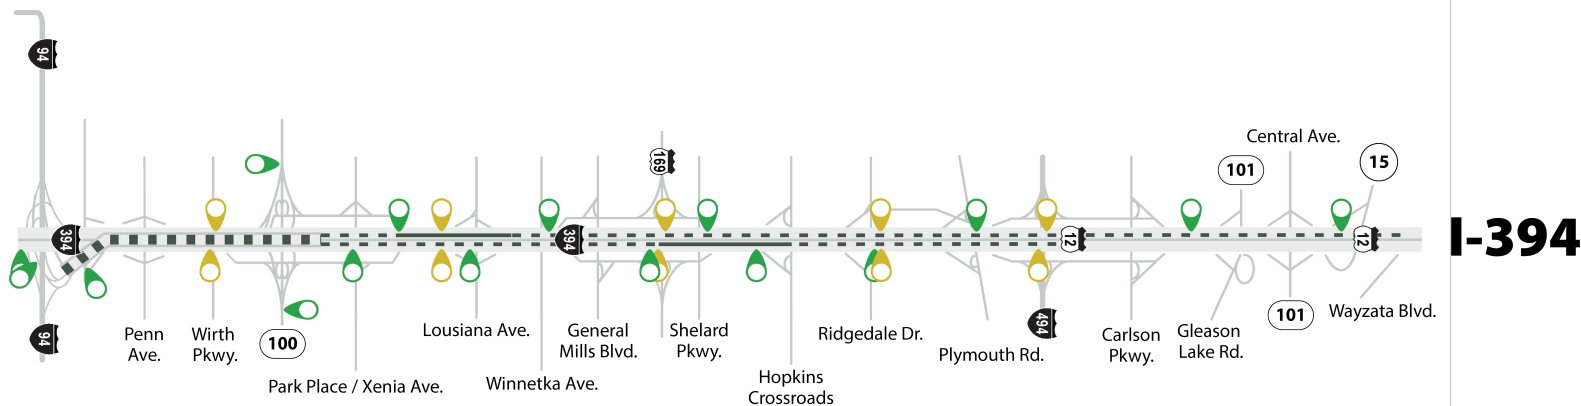 94
Central Ave.
169
101
15
394
394
12
12
I-394
94
Penn
Ave.
Wirth
Pkwy.
100
Park Place / Xenia Ave.
Lousiana Ave.
Winnetka Ave.
General
Mills Blvd.
Shelard
Pkwy.
Hopkins
Crossroads
Ridgedale Dr.
Plymouth Rd.
494
Carlson
Pkwy.
Gleason
Lake Rd.
101
Wayzata Blvd.